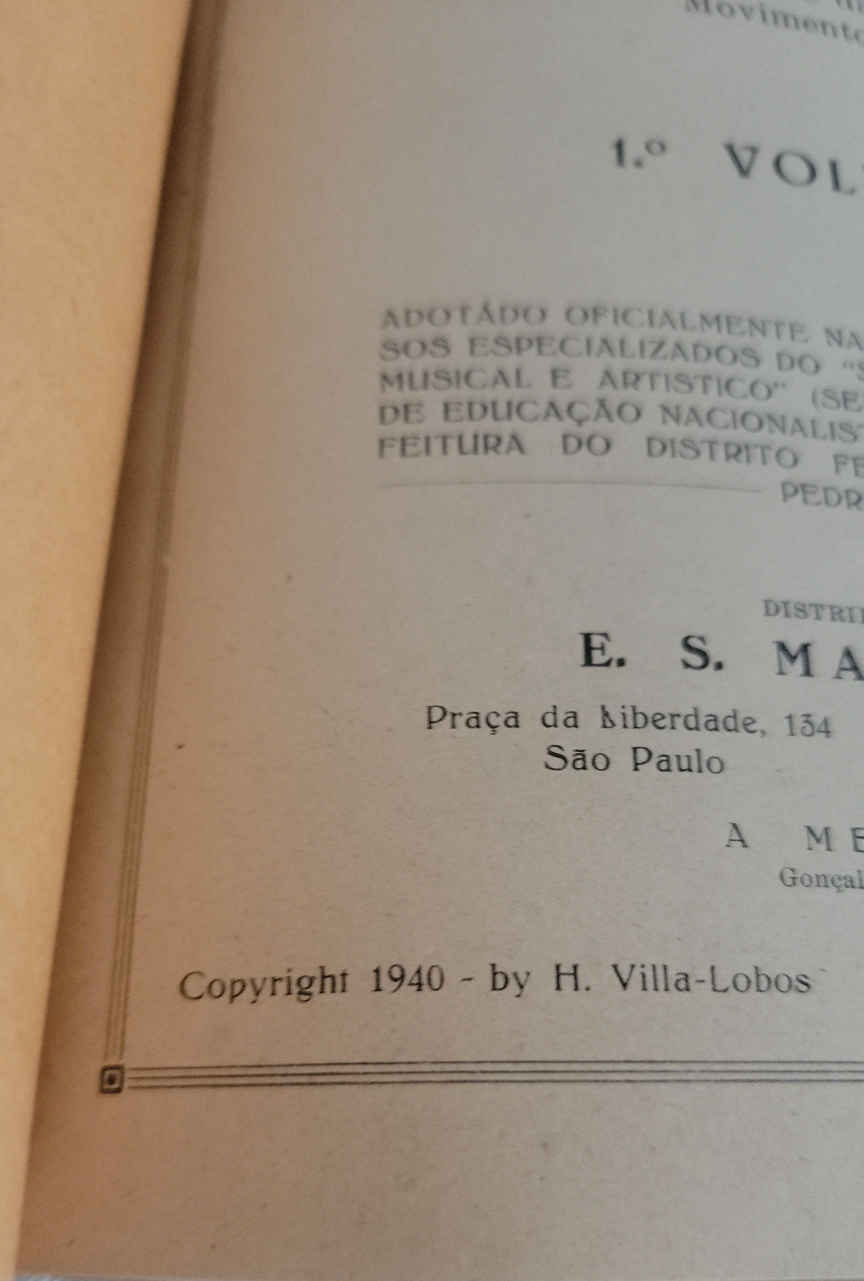 Movimento
1.º VOL
ADOTÁDO OFICIALMENTE NA
SOS ESPECIALIZADOS DO "S
MUSICAL E ARTISTICO" (SE
DE EDUCAÇÃO NACIONALIS
FEITURA DO DISTRITO FE
PEDR
DISTRI
E. S. MA
Praça da Liberdade, 134
São Paulo
A ME
Gonçal
Copyright 1940 - by H. Villa-Lobos